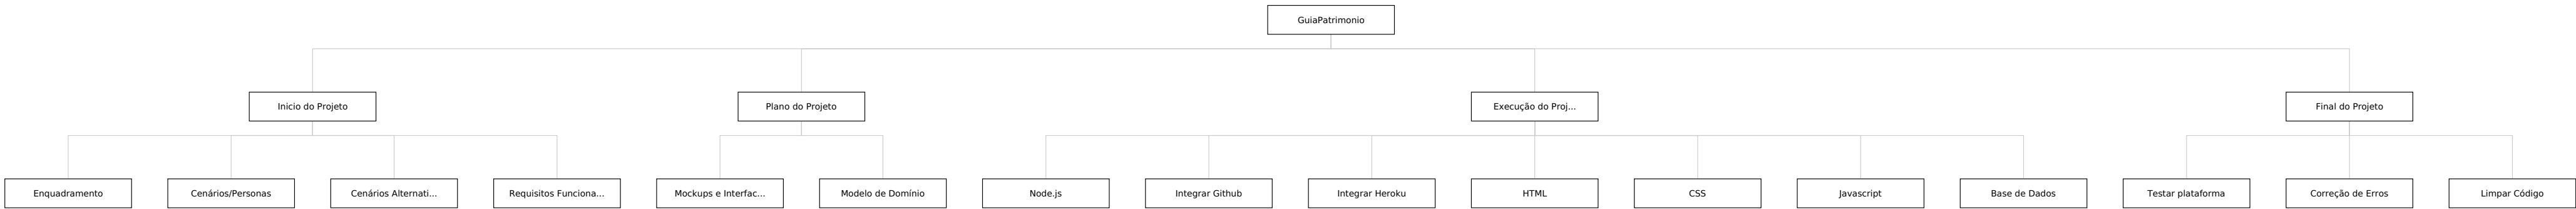 GuiaPatrimonio
Inicio do Projeto
Plano do Projeto
Execução do Proj...
Final do Projeto
Enquadramento
Cenários/Personas
Cenários Alternati...
Requisitos Funciona...
Mockups e Interfac...
Modelo de Domínio
Node.js
Integrar Github
Integrar Heroku
HTML
CSS
Javascript
Base de Dados
Testar plataforma
Correção de Erros
Limpar Código